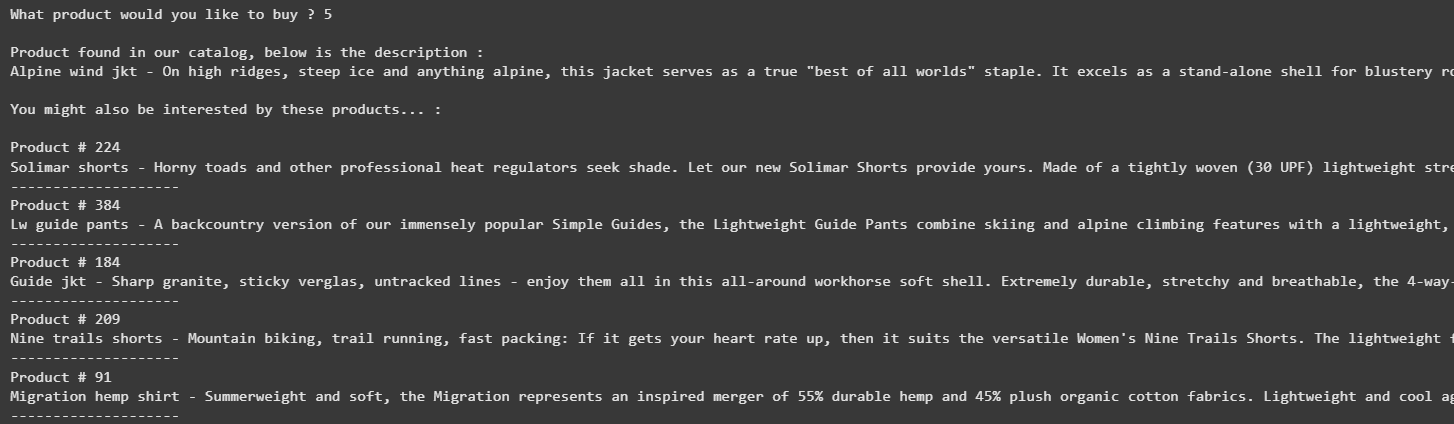 What product would you like to buy ? 5
Product found in our catalog, below is the description :
Alpine wind jkt - On high ridges, steep ice and anything alpine, this jacket serves as a true "best of all worlds" staple. It excels as a stand-alone shell for blustery
You might also be interested by these products... :
Product # 224
Solimar shorts - Horny toads and other professional heat regulators seek shade. Let our new Solimar Shorts provide yours. Made of a tightly woven (30 UPF) lightweight
--------------------
Product # 384
Lw guide pants - A backcountry version of our immensely popular Simple Guides, the Lightweight Guide Pants combine skiing and alpine climbing features with a lightweight,
--------------------
Product # 184
Guide jkt - Sharp granite, sticky verglas, untracked lines - enjoy them all in this all-around workhorse soft shell. Extremely durable, stretchy and breathable, the 4-way-
--------------------
Product # 209
Nine trails shorts - Mountain biking, trail running, fast packing: If it gets your heart rate up, then it suits the versatile Women's Nine Trails Shorts. The lightweight
--------------------
Product # 91
Migration hemp shirt - Summerweight and soft, the Migration represents an inspired merger of 55% durable hemp and 45% plush organic cotton fabrics. Lightweight and cool
--------------------